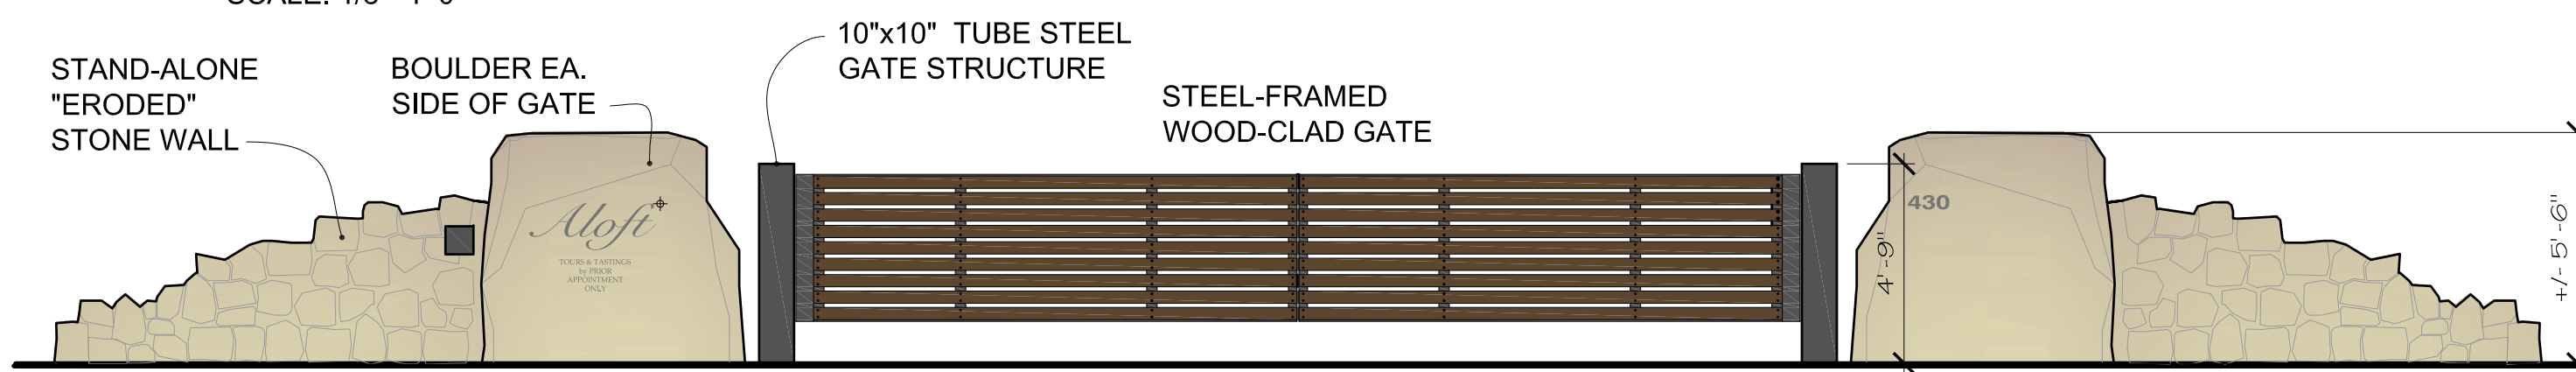 STAND-ALONE
"ERODED"
STONE WALL
BOULDER EA.
SIDE OF GATE
10"x10" TUBE STEEL
GATE STRUCTURE
STEEL-FRAMED
WOOD-CLAD GATE
Aloft
TOURS & TASTINGS
by PRIOR
APPOINTMENT
ONLY
430
4'-9"
+/- 5'-6"